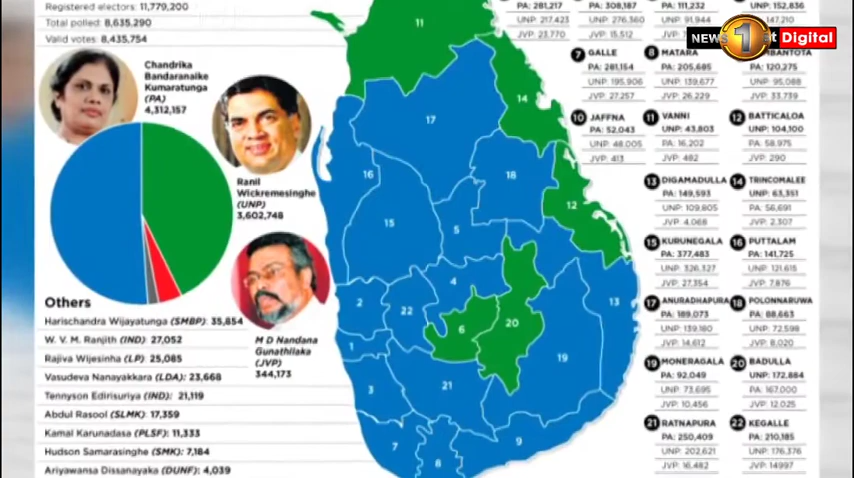 Registered electors: 11,779,200
Total polled : 8,635,290
Valid votes : 8,435,754
Chandrika
Bandaranaike
Kumaratunga
(PA)
4,312,157
Ranil
Wickremesinghe
(UNP)
3,602,748
M D Nandana
Gunathilaka
(JVP)
344,173
Others
Harischandra Wijayatunga (SMBP): 35,854
W. V. M. Ranjith (IND): 27,052
Rajiva Wijesinha (LP): 25,085
Vasudeva Nanayakkara (LDA): 23,668
Tennyson Edirisuriya (IND): 21,119
Abdul Rasool (SLMK): 17,359
Kamal Karunadasa (PLSF): 11,333
Hudson Samarasinghe (SMK): 7,184
Ariyawansa Dissanayaka (DUNF): 4,039
11
14
17
16
18
12
15
5
4
13
2
22
6
20
1
19
21
3
9
7
8
PA: 281,217
UNP: 217,423
JVP: 23,770
PA: 308,187
UNP: 276,360
JVP: 15,512
PA: 111,232
UNP: 91,944
UNP: 152,836
147,210
NEWS 1st Digital
7 GALLE
PA: 281,154
UNP: 195,906
JVP: 27,257
8 MATARA
PA: 205,685
UNP: 139,677
JVP: 26,229
BANTOTA
PA: 120,275
UNP: 95,088
JVP: 33,739
10 JAFFNA
PA: 52,043
UNP: 48,005
JVP: 413
11 VANNI
UNP: 43,803
PA: 16,202
JVP: 482
12 BATTICALOA
UNP: 104,100
PA: 58,975
JVP: 290
13 DIGAMADULLA
PA: 149,593
UNP: 109,805
JVP: 4,068
14 TRINCOMALEE
UNP: 63,351
PA: 56,691
JVP: 2,307
15 KURUNEGALA
PA: 377,483
UNP: 326,327
JVP: 27,354
16 PUTTALAM
PA: 141,725
UNP: 121,615
JVP: 7,876
17 ANURADHAPURA
PA: 189,073
UNP: 139,180
JVP: 14,612
18 POLONNARUWA
PA: 88,663
UNP: 72,598
JVP: 8,020
19 MONERAGALA
PA: 92,049
UNP: 73,695
JVP: 10,456
20 BADULLA
UNP: 172,884
PA: 167,000
JVP: 12,025
21 RATNAPURA
PA: 250,409
UNP: 202,621
JVP: 16,482
22 KEGALLE
PA: 210,185
UNP: 176,376
JVP: 14997